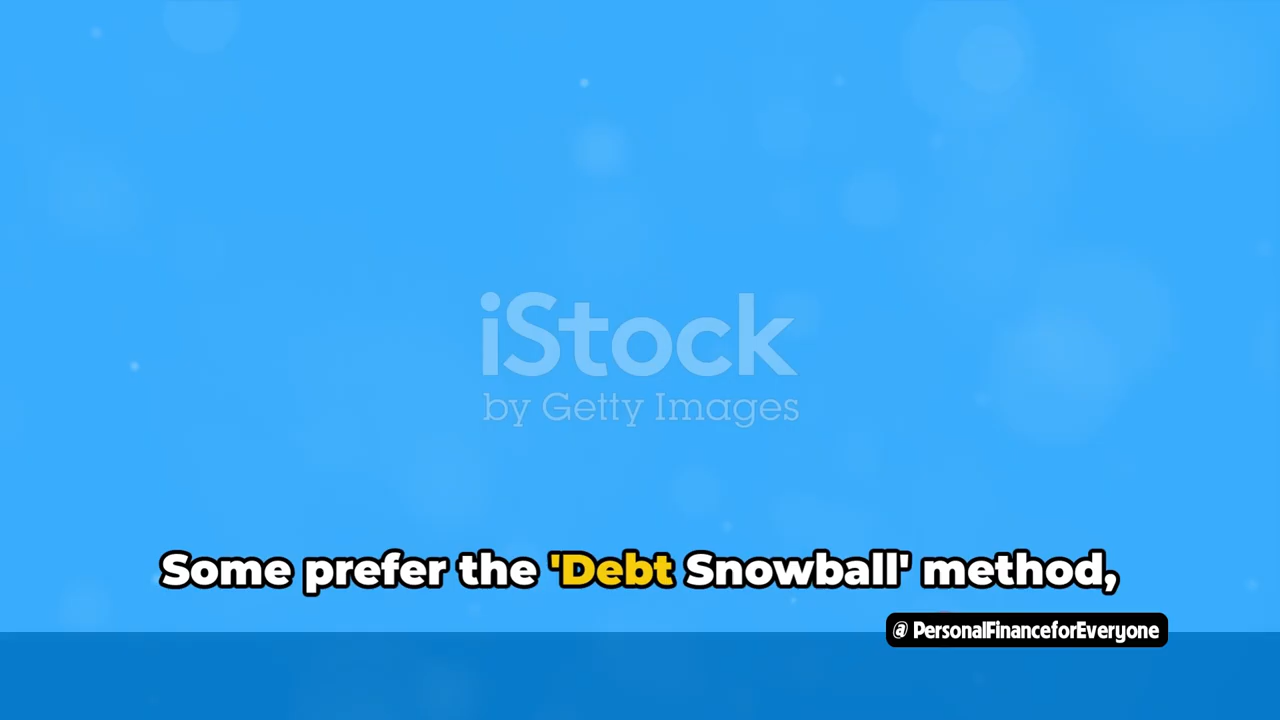 iStock
by Getty Images
Some prefer the 'Debt Snowball' method,
@ PersonalFinanceforEveryone